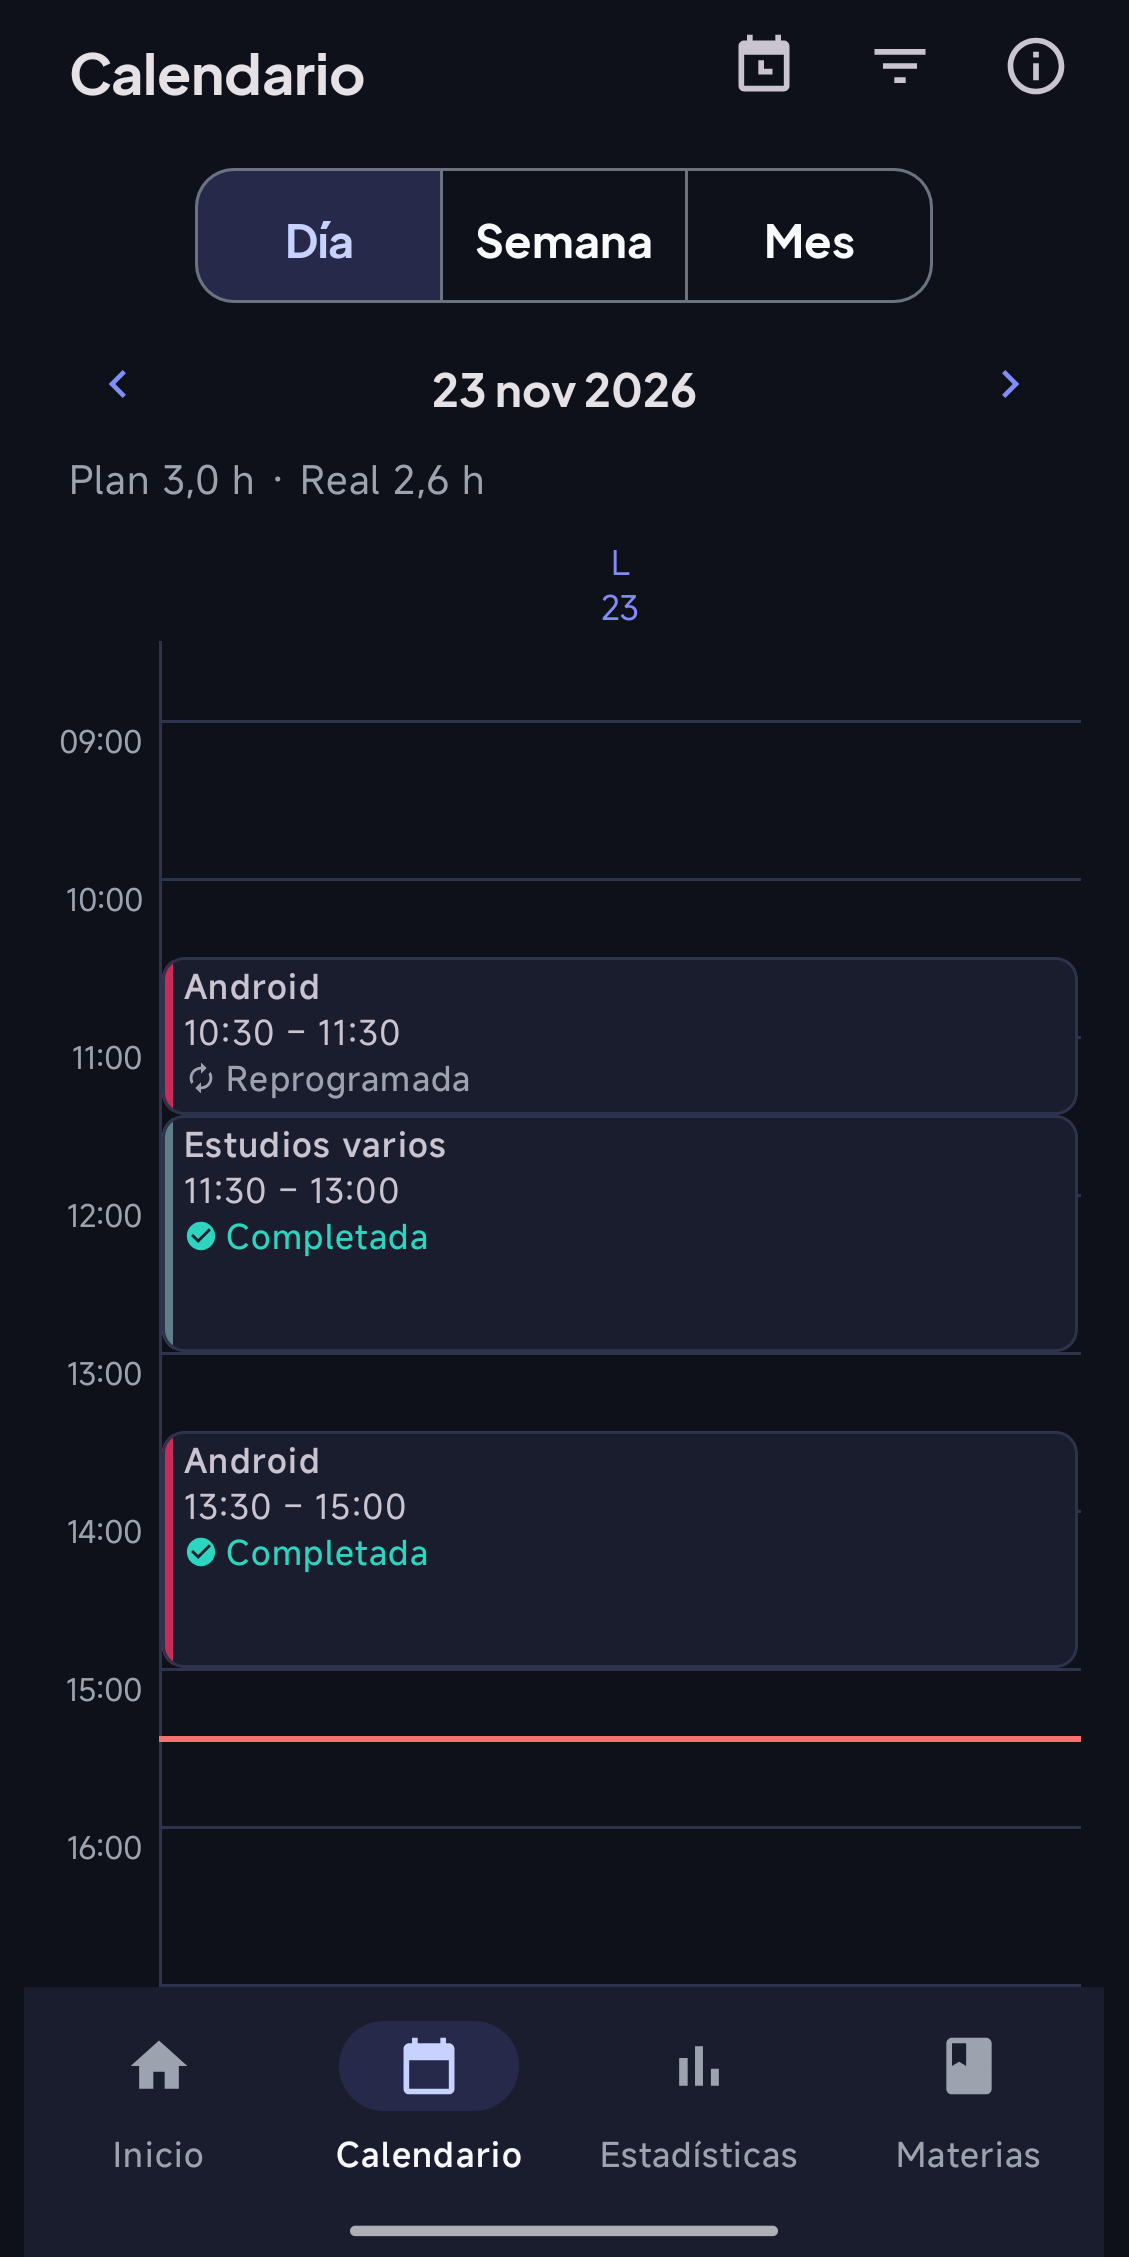 Calendario
Día
Semana
Mes
23 nov 2026
Plan 3,0 h · Real 2,6 h
L
23
09:00
10:00
Android
10:30 – 11:30
Reprogramada
11:00
Estudios varios
11:30 – 13:00
Completada
12:00
13:00
Android
13:30 – 15:00
Completada
14:00
15:00
16:00
Inicio
Calendario
Estadísticas
Materias